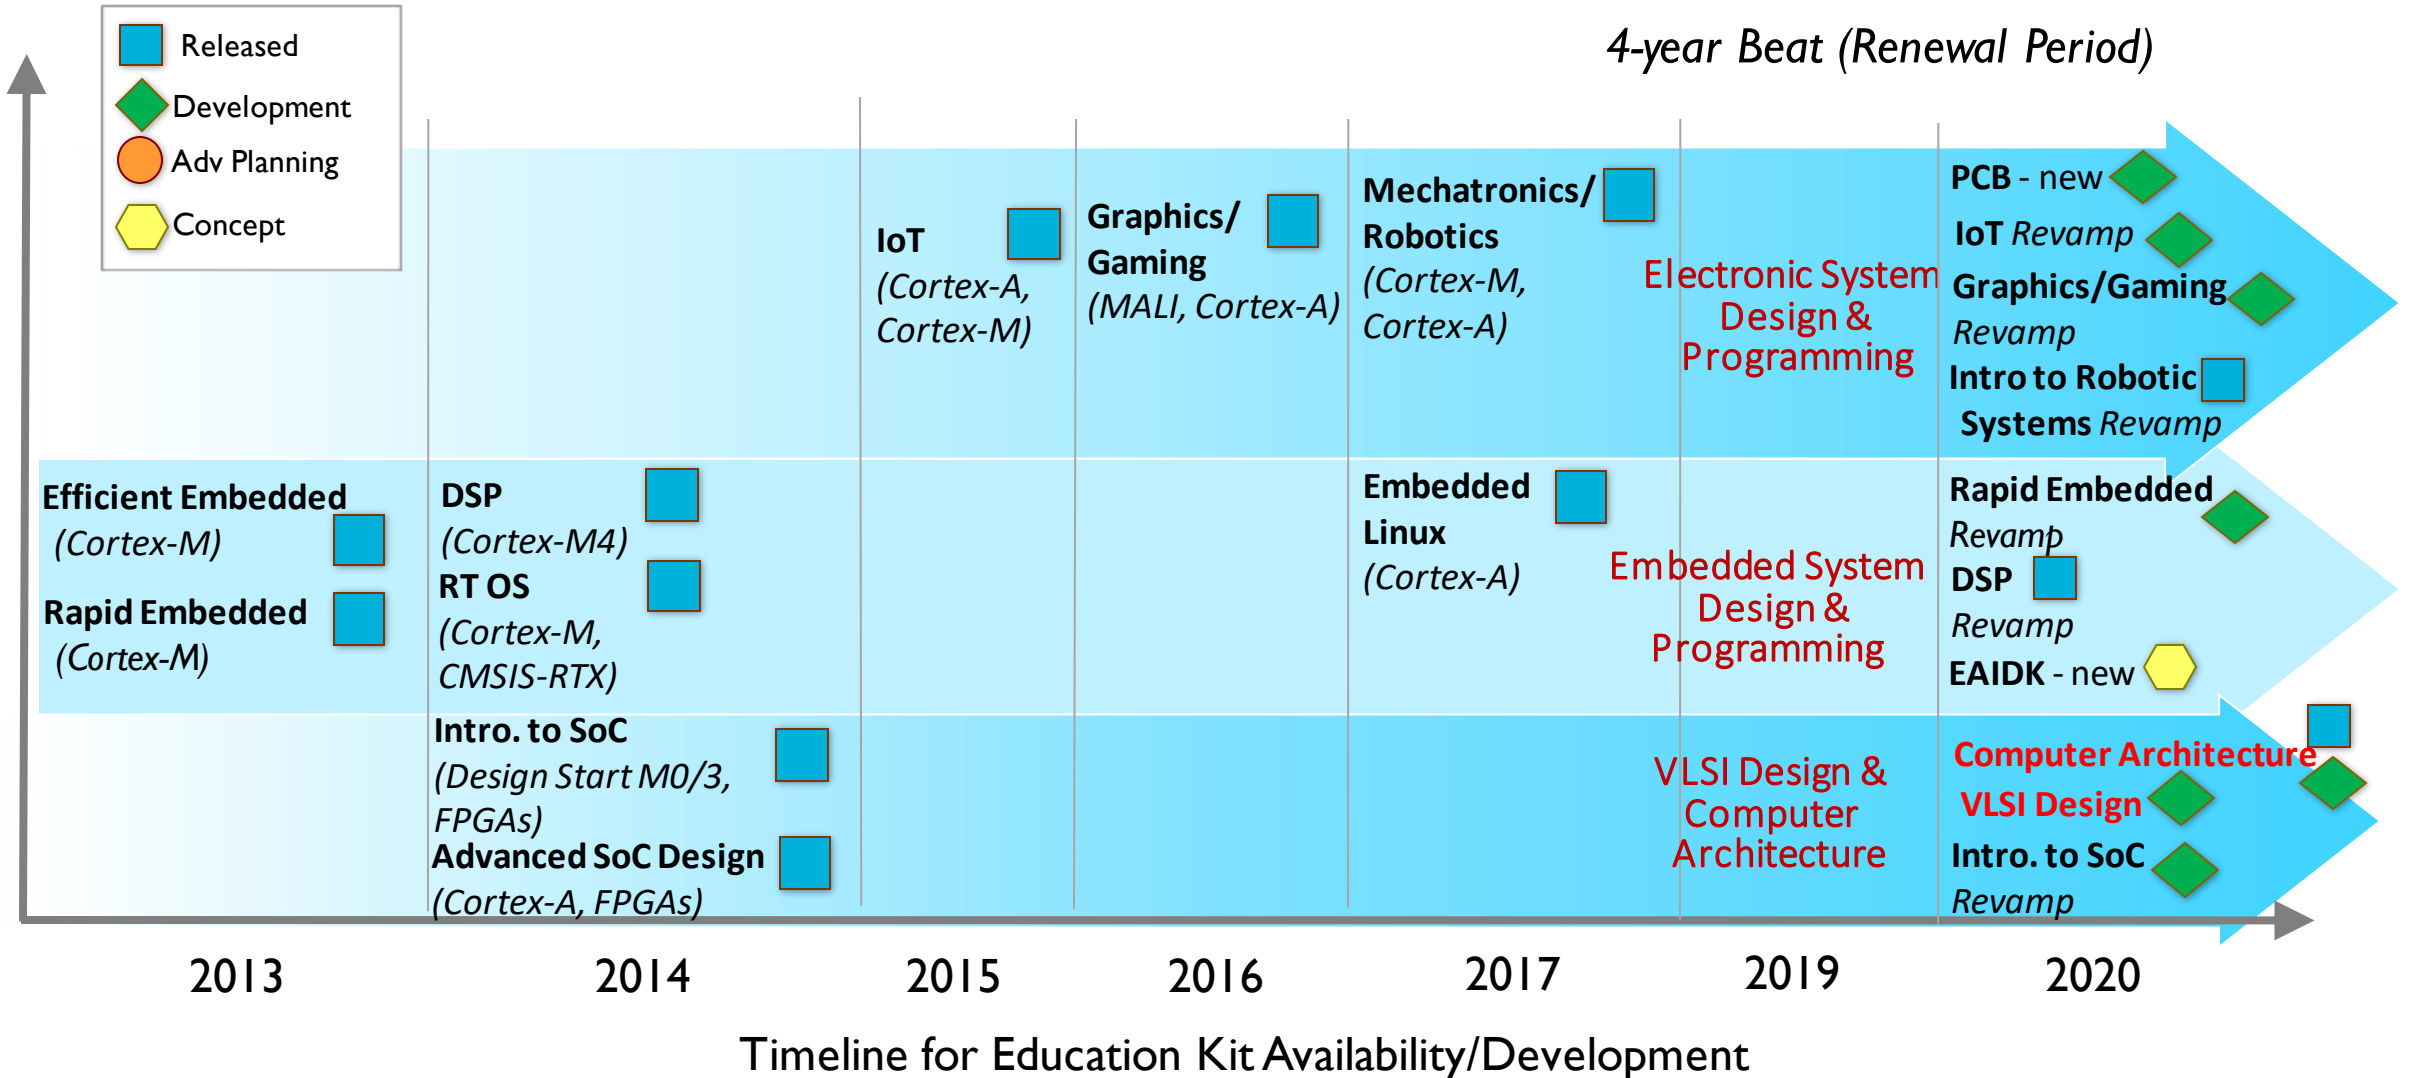 Released
Development
Adv Planning
Concept
4-year Beat (Renewal Period)
IoT
(Cortex-A,
Cortex-M)
Graphics/
Gaming
(MALI, Cortex-A)
Mechatronics/
Robotics
(Cortex-M,
Cortex-A)
Electronic System
Design &
Programming
PCB - new
IoT Revamp
Graphics/Gaming
Revamp
Intro to Robotic
Systems Revamp
Efficient Embedded
(Cortex-M)
Rapid Embedded
(Cortex-M)
DSP
(Cortex-M4)
RT OS
(Cortex-M,
CMSIS-RTX)
Embedded
Linux
(Cortex-A)
Embedded System
Design &
Programming
Rapid Embedded
Revamp
DSP
Revamp
EAIDK - new
Intro. to SoC
(Design Start M0/3,
FPGAs)
Advanced SoC Design
(Cortex-A, FPGAs)
VLSI Design &
Computer
Architecture
Computer Architecture
VLSI Design
Intro. to SoC
Revamp
2013
2014
2015
2016
2017
2019
2020
Timeline for Education Kit Availability/Development